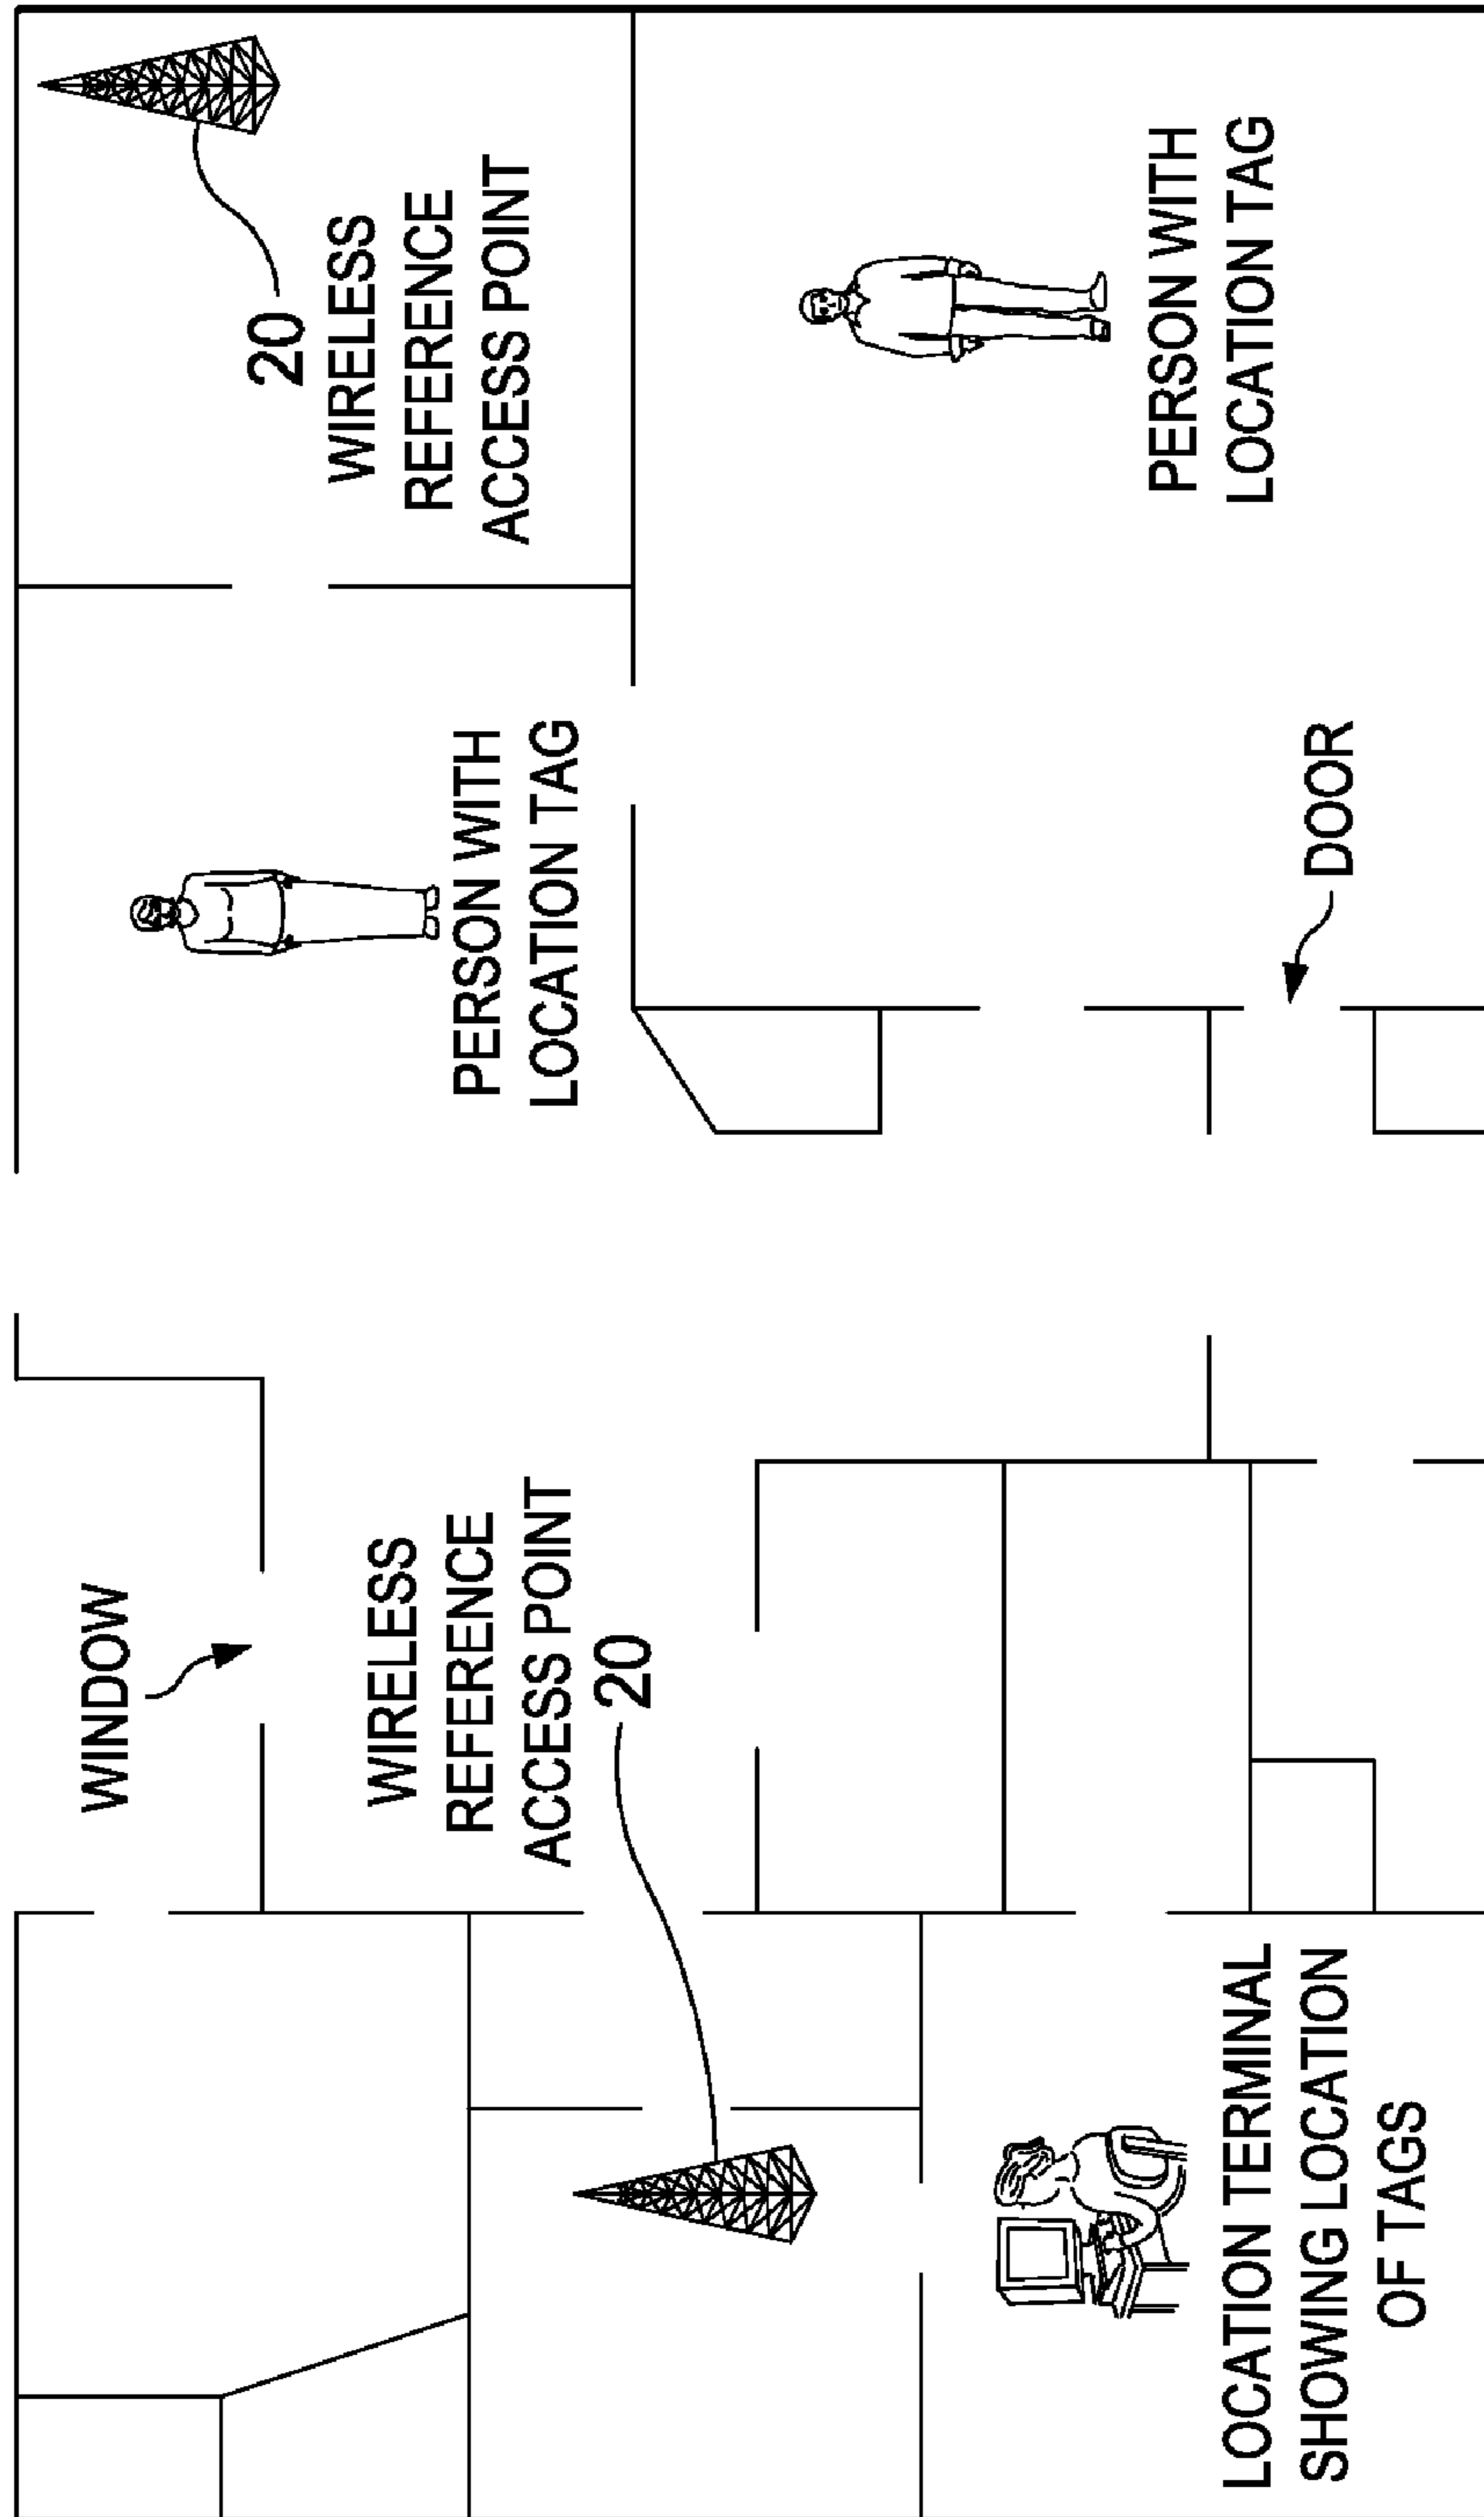 WINDOW
WIRELESS
REFERENCE
ACCESS POINT
20
LOCATION TERMINAL
SHOWING LOCATION
OF TAGS
PERSON WITH
LOCATION TAG
DOOR
20
WIRELESS
REFERENCE
ACCESS POINT
PERSON WITH
LOCATION TAG